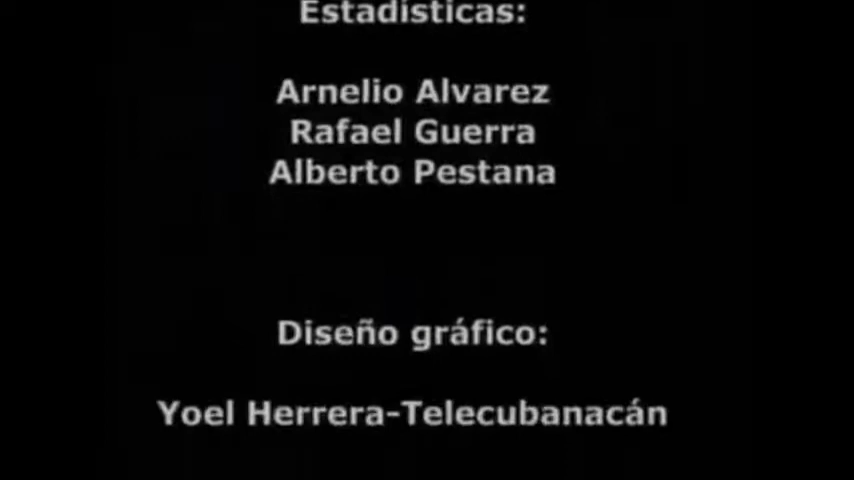 Estadísticas:
Arnelio Alvarez
Rafael Guerra
Alberto Pestana
Diseño gráfico:
Yoel Herrera-Telecubanacán